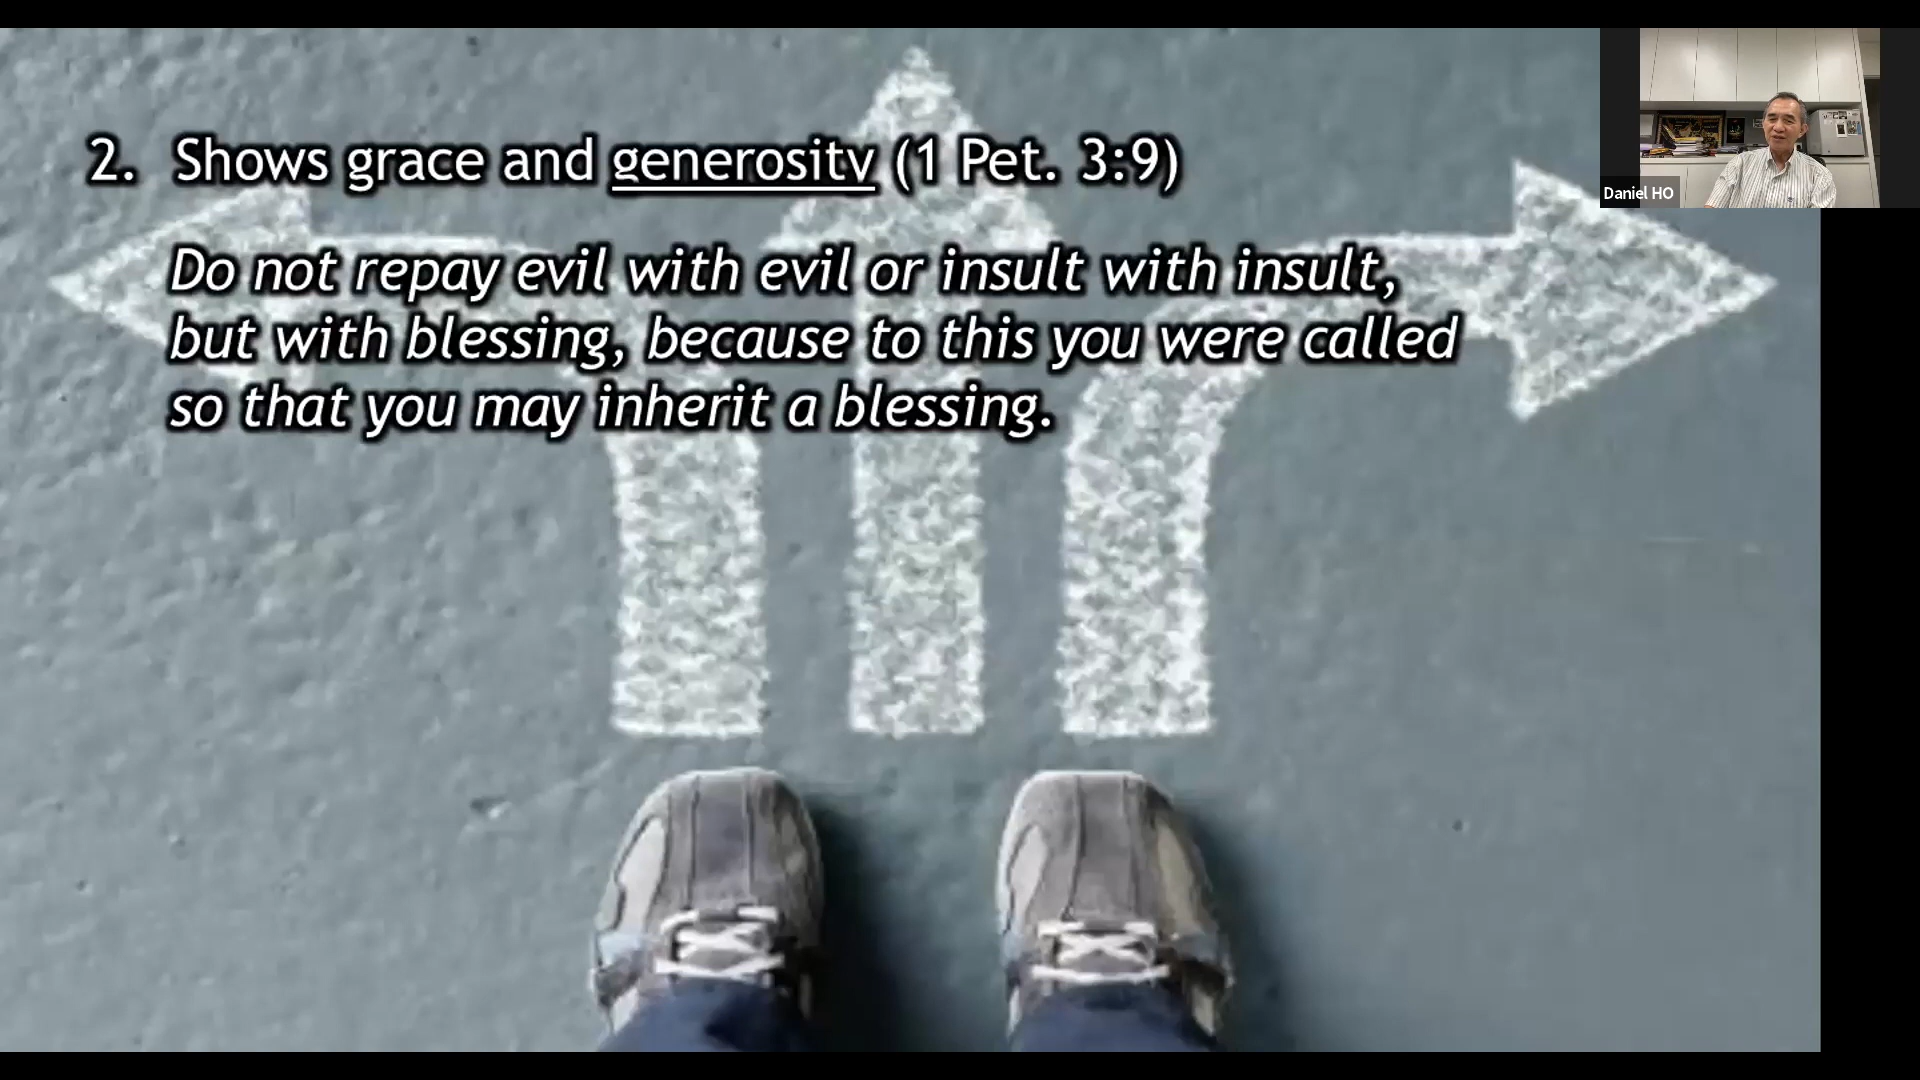 2. Shows grace and generosity (1 Pet. 3:9)
Do not repay evil with evil or insult with insult,
but with blessing, because to this you were called
so that you may inherit a blessing.
Daniel HO